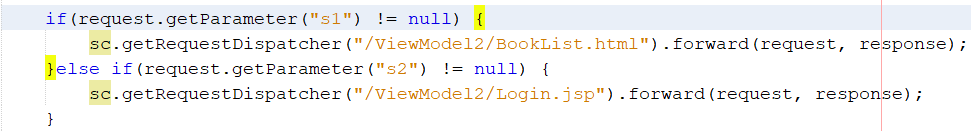 if(request.getParameter("s1") != null) {
    sc.getRequestDispatcher("/ViewModel2/BookList.html").forward(request, response);
}else if(request.getParameter("s2") != null) {
    sc.getRequestDispatcher("/ViewModel2/Login.jsp").forward(request, response);
}